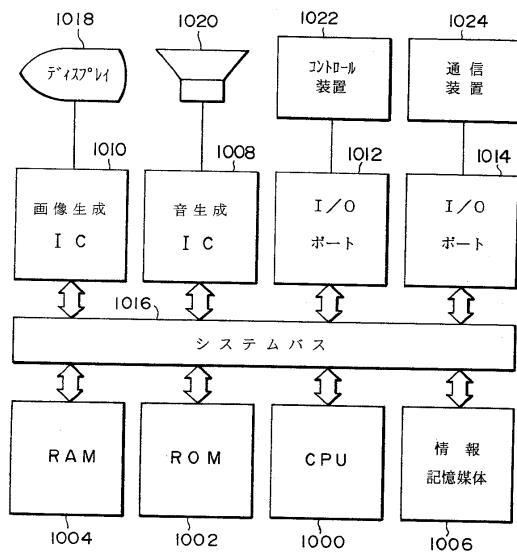 1018
1020
1022
1024
ディスプレイ
コントロール
装置
通信
装置
1010
1008
1012
1014
画像生成
IC
音生成
IC
I/O
ポート
I/O
ポート
1016
システムバス
RAM
ROM
CPU
情報
記憶媒体
1004
1002
1000
1006